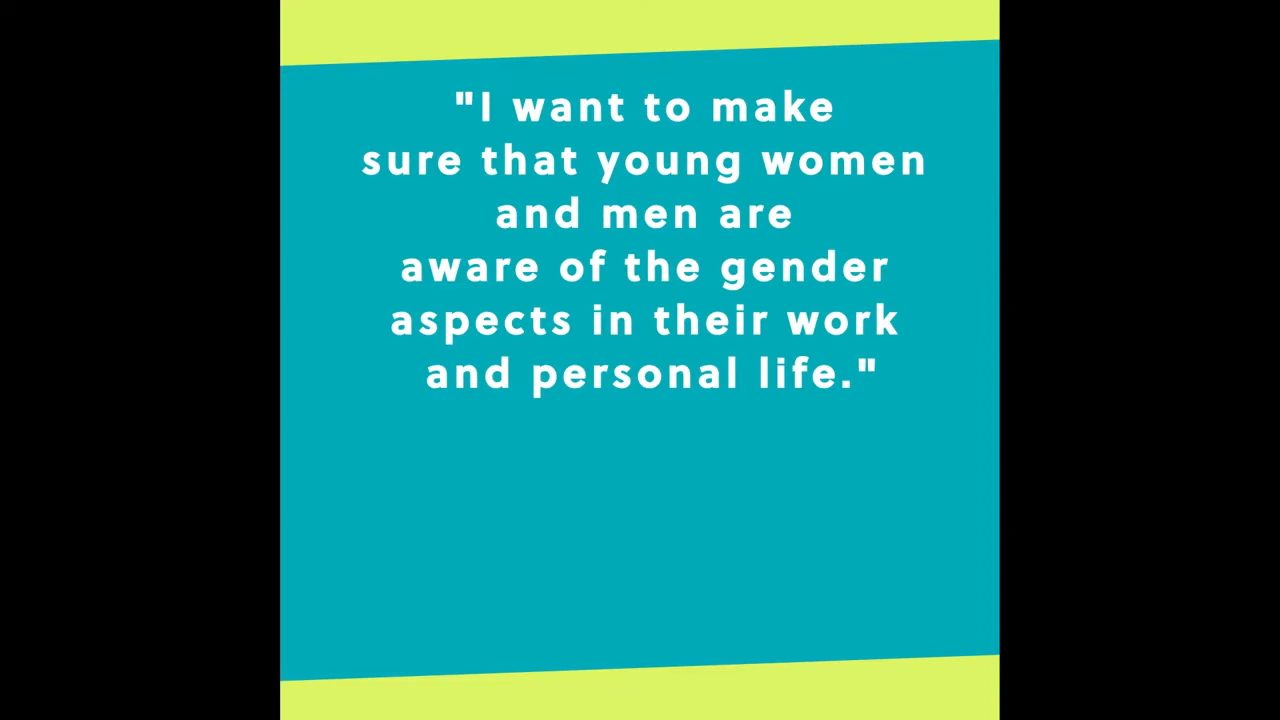 "I want to make
sure that young women
and men are
aware of the gender
aspects in their work
and personal life."